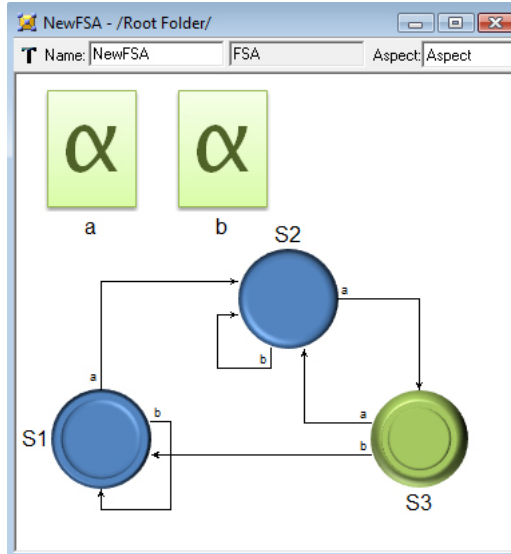 NewFSA - /Root Folder/
Name: NewFSA FSA Aspect: Aspect
α α
a b
S2
a
b
a
b
a
S1
b
S3